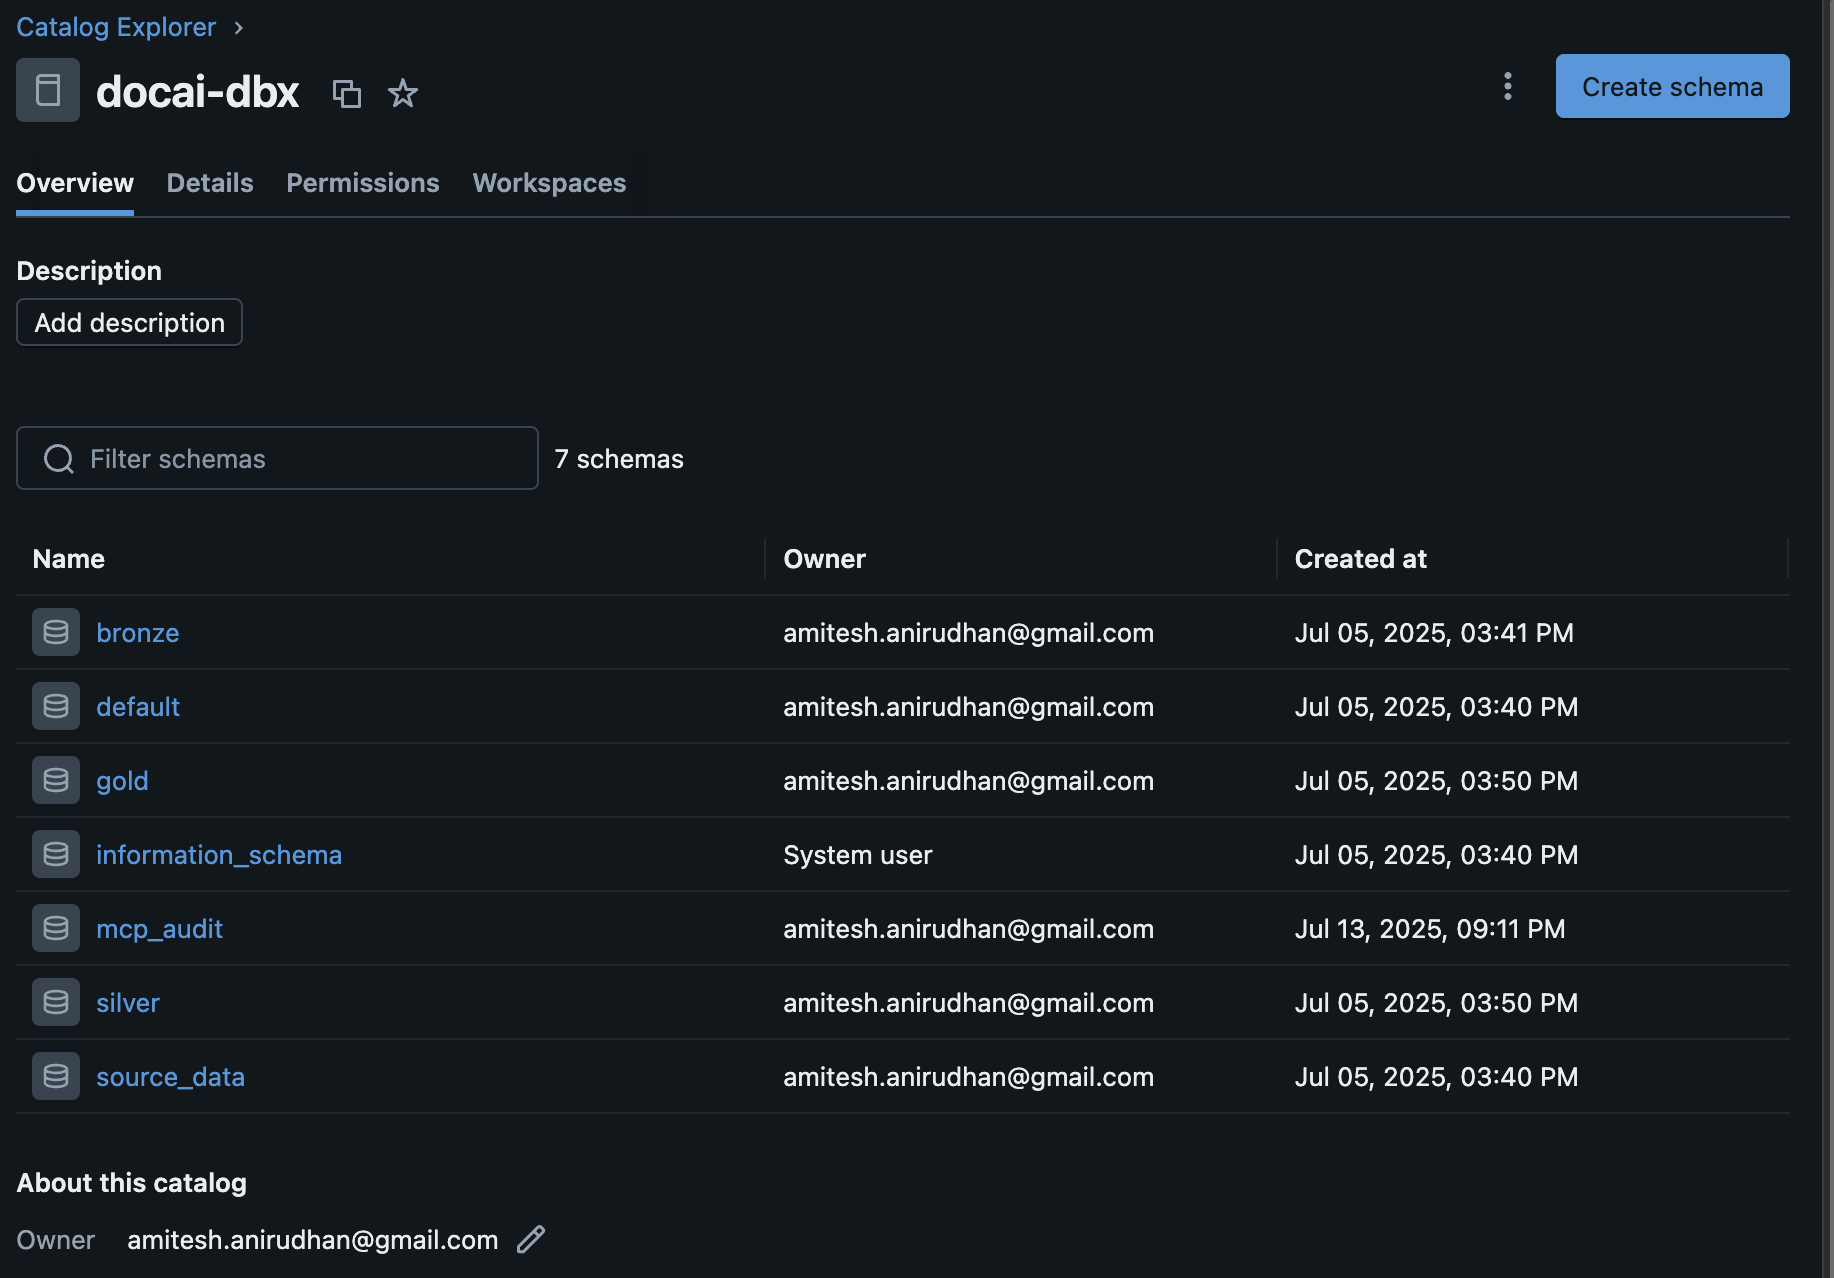 Catalog Explorer
docai-dbx
Create schema
Overview Details Permissions Workspaces
Description
Add description
Filter schemas 7 schemas
Name Owner Created at
bronze amitesh.anirudhan@gmail.com Jul 05, 2025, 03:41 PM
default amitesh.anirudhan@gmail.com Jul 05, 2025, 03:40 PM
gold amitesh.anirudhan@gmail.com Jul 05, 2025, 03:50 PM
information_schema System user Jul 05, 2025, 03:40 PM
mcp_audit amitesh.anirudhan@gmail.com Jul 13, 2025, 09:11 PM
silver amitesh.anirudhan@gmail.com Jul 05, 2025, 03:50 PM
source_data amitesh.anirudhan@gmail.com Jul 05, 2025, 03:40 PM
About this catalog
Owner amitesh.anirudhan@gmail.com